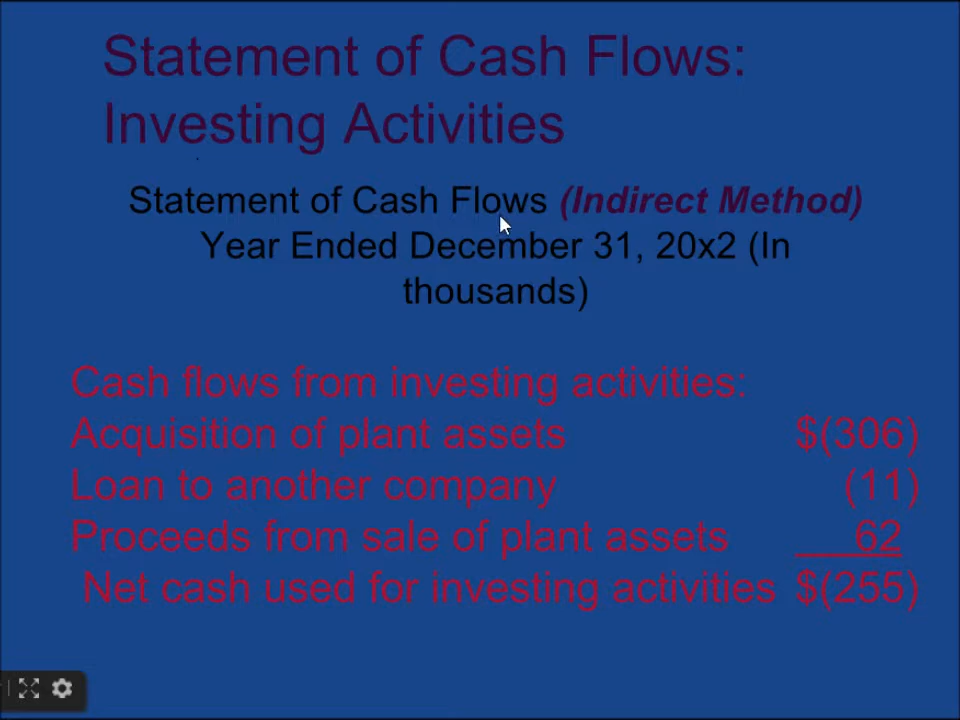 Statement of Cash Flows:
Investing Activities
Statement of Cash Flows (Indirect Method)
Year Ended December 31, 20x2 (In
thousands)
Cash flows from investing activities:
Acquisition of plant assets $(306)
Loan to another company (11)
Proceeds from sale of plant assets 62
Net cash used for investing activities $(255)